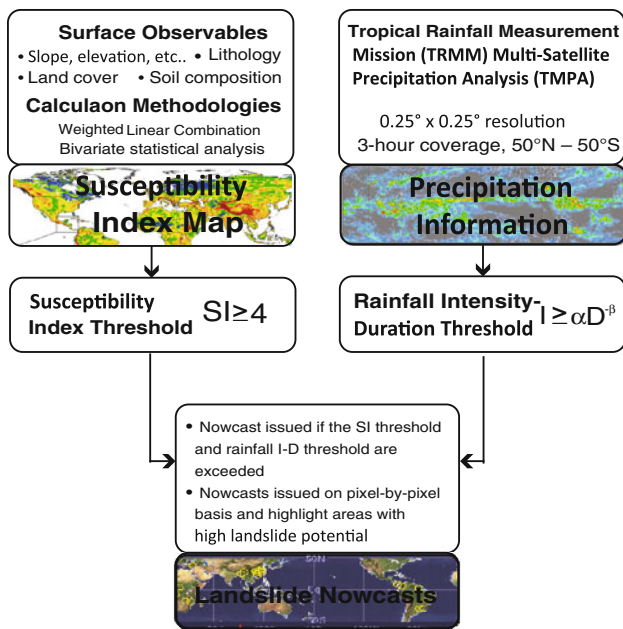 Surface Observables
• Slope, elevation, etc.. • Lithology
• Land cover • Soil composition
Calculaon Methodologies
Weighted Linear Combination
Bivariate statistical analysis
Susceptibility
Index Map
Susceptibility
Index Threshold SI≥4
Tropical Rainfall Measurement
Mission (TRMM) Multi-Satellite
Precipitation Analysis (TMPA)
0.25° x 0.25° resolution
3-hour coverage, 50°N – 50°S
Precipitation
Information
Rainfall Intensity-
Duration Threshold I ≥ αD^-β
• Nowcast issued if the SI threshold
and rainfall I-D threshold are
exceeded
• Nowcasts issued on pixel-by-pixel
basis and highlight areas with
high landslide potential
50N
Landslide Nowcasts